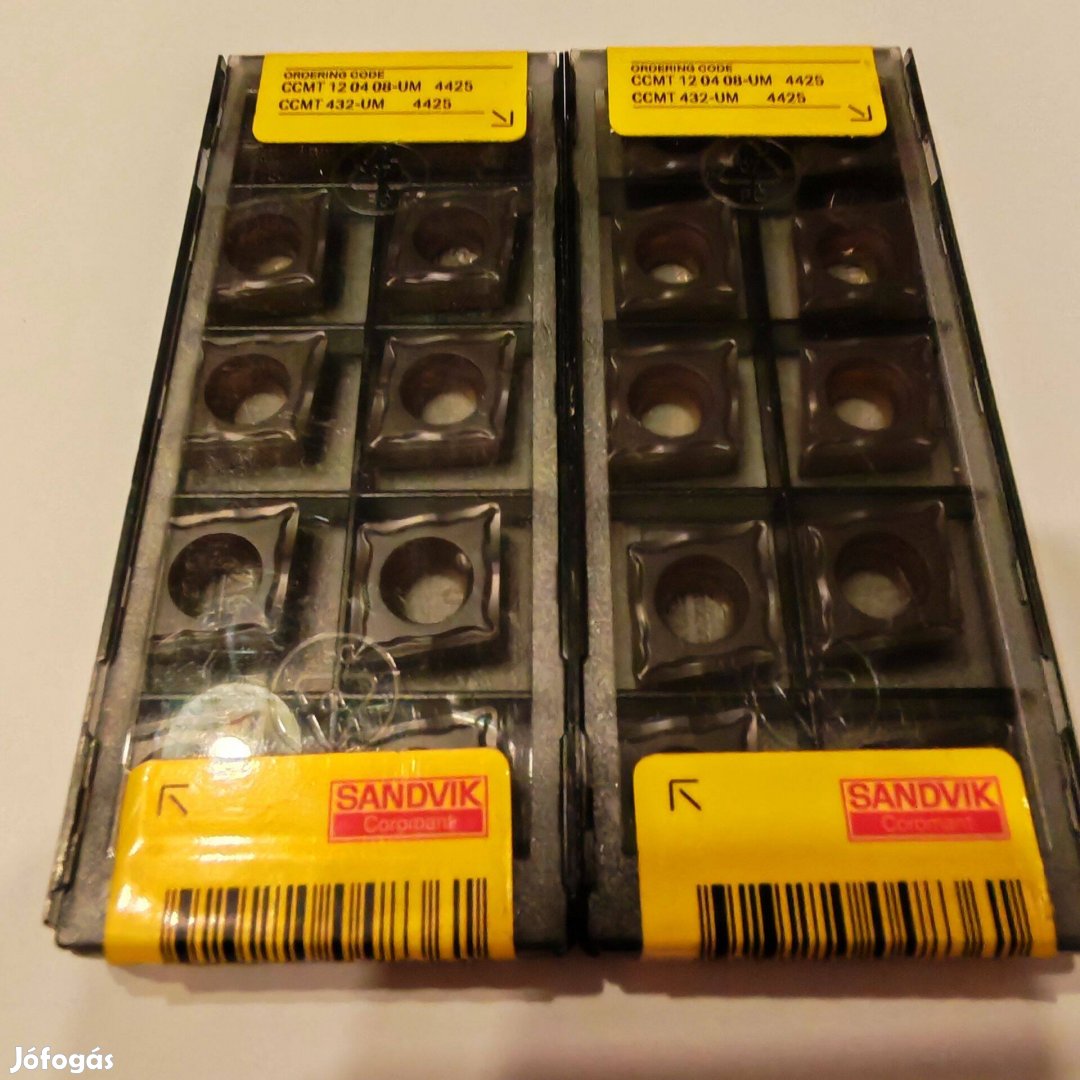 ORDERING CODE
CCMT 12 04 08-UM 4425
CCMT 432-UM 4425
ORDERING CODE
CCMT 12 04 08-UM 4425
CCMT 432-UM 4425
SANDVIK
Coromant
SANDVIK
Coromant
Jófogás